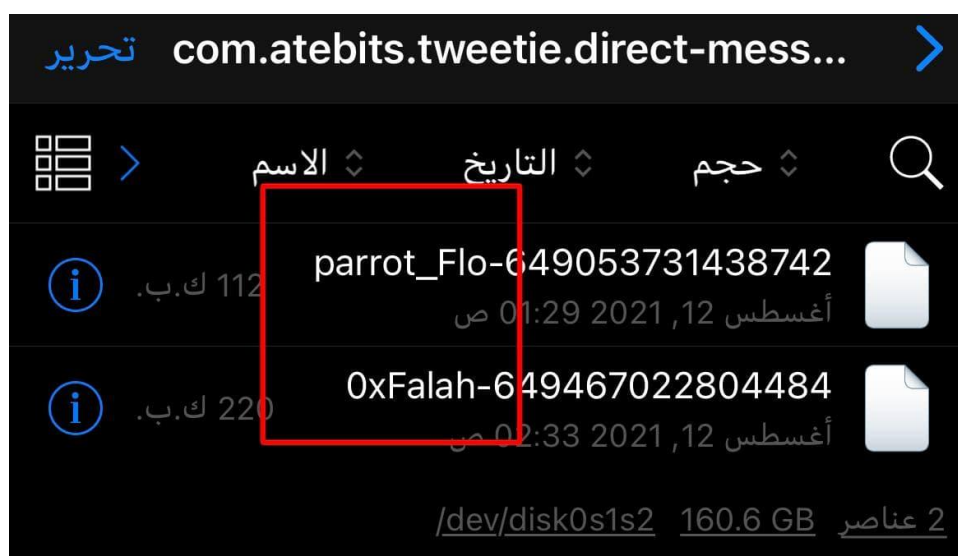 com.atebits.tweetie.direct-mess... تحرير
حجم التاريخ الاسم
parrot_Flo-649053731438742
أغسطس 12, 2021 01:29 ص
112 ك.ب.
0xFalah-649467022804484
أغسطس 12, 2021 02:33 ص
220 ك.ب.
2 عناصر 160.6 GB /dev/disk0s1s2